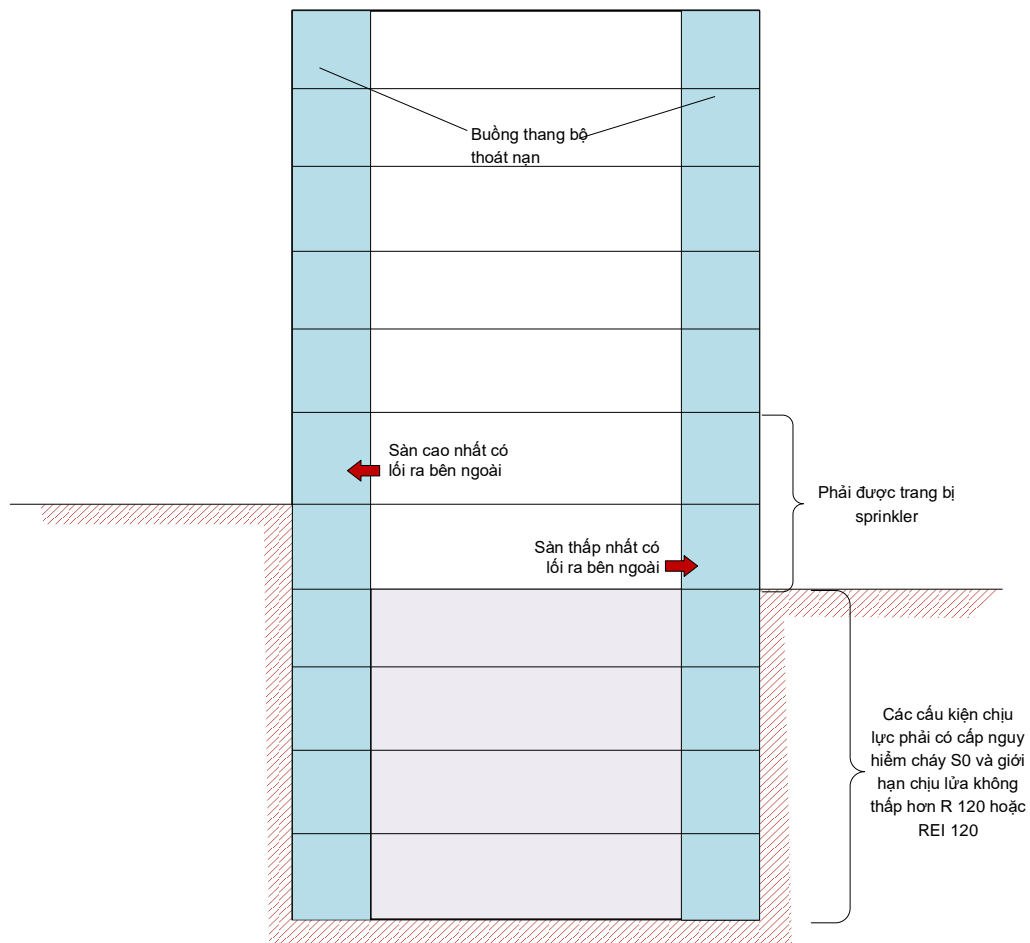 Buồng thang bộ
thoát nạn
Sàn cao nhất có
lối ra bên ngoài
Phải được trang bị
sprinkler
Sàn thấp nhất có
lối ra bên ngoài
Các cấu kiện chịu
lực phải có cấp nguy
hiểm cháy S0 và giới
hạn chịu lửa không
thấp hơn R 120 hoặc
REI 120